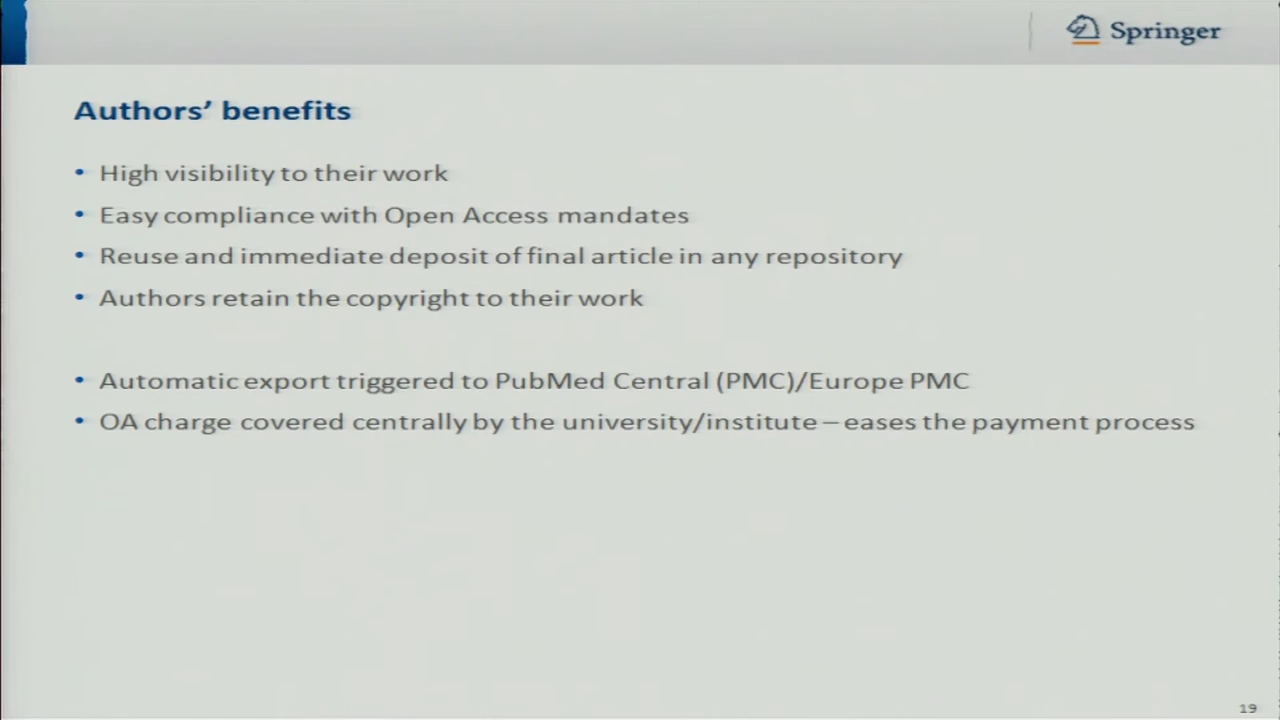 Springer
Authors’ benefits
• High visibility to their work
• Easy compliance with Open Access mandates
• Reuse and immediate deposit of final article in any repository
• Authors retain the copyright to their work
• Automatic export triggered to PubMed Central (PMC)/Europe PMC
• OA charge covered centrally by the university/institute – eases the payment process
19